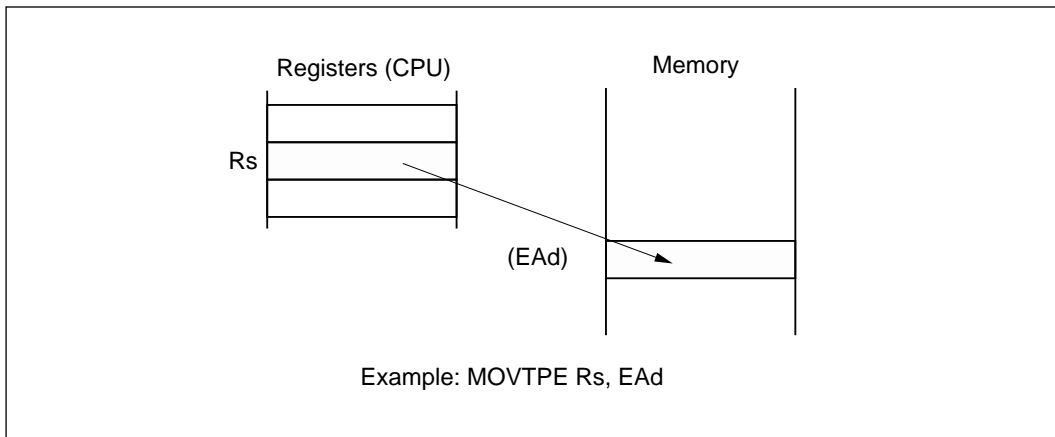 Registers (CPU)
Memory
Rs
(EAd)
Example: MOVTPE Rs, EAd